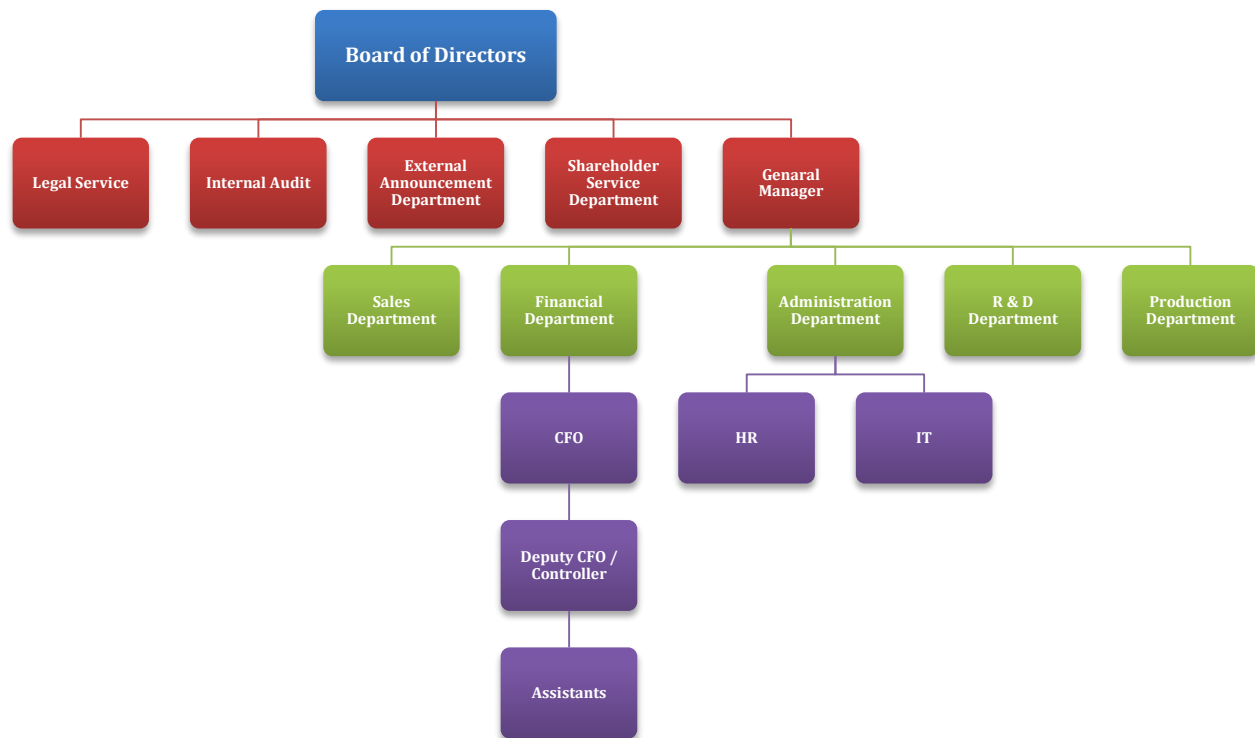 Board of Directors
Legal Service
Internal Audit
External
Announcement
Department
Shareholder
Service
Department
Genaral
Manager
Sales
Department
Financial
Department
Administration
Department
R & D
Department
Production
Department
CFO
HR
IT
Deputy CFO /
Controller
Assistants